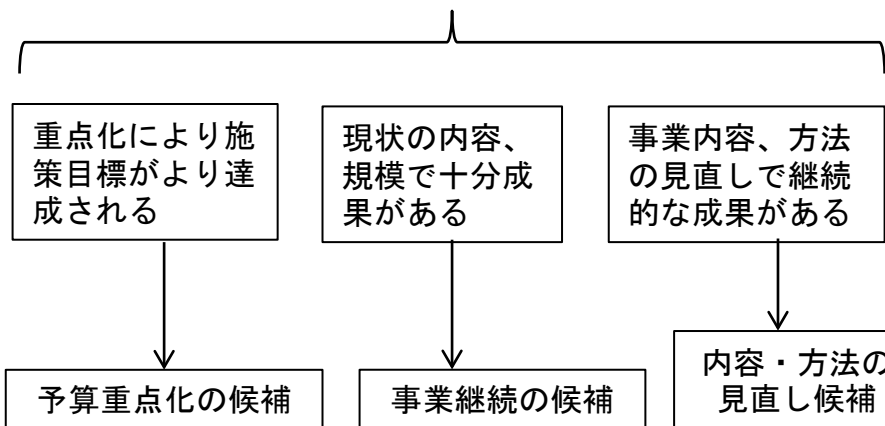 重点化により施
策目標がより達
成される
現状の内容、
規模で十分成
果がある
事業内容、方法
の見直しで継続
的な成果がある
予算重点化の候補
事業継続の候補
内容・方法の
見直し候補